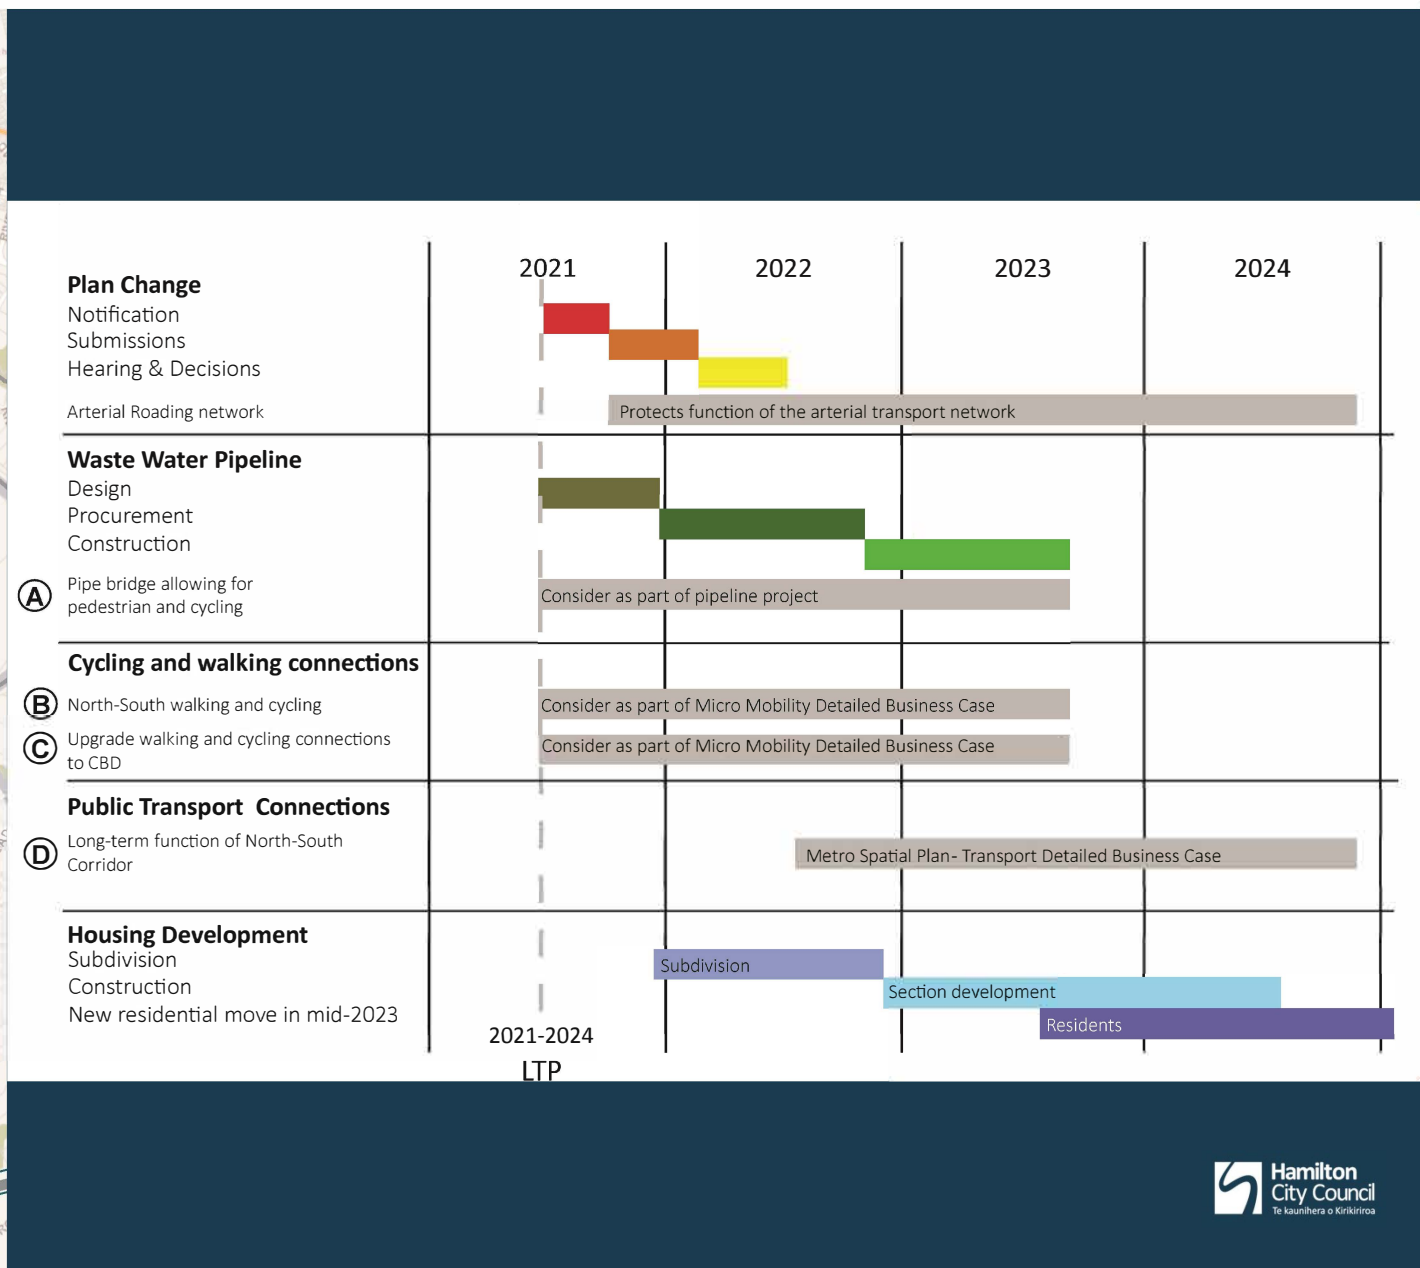 2021
2022
2023
2024
Plan Change
Notification
Submissions
Hearing & Decisions
Arterial Roading network
Protects function of the arterial transport network
Waste Water Pipeline
Design
Procurement
Construction
A
Pipe bridge allowing for
pedestrian and cycling
Consider as part of pipeline project
Cycling and walking connections
B
North-South walking and cycling
Consider as part of Micro Mobility Detailed Business Case
C
Upgrade walking and cycling connections
to CBD
Consider as part of Micro Mobility Detailed Business Case
Public Transport Connections
D
Long-term function of North-South
Corridor
Metro Spatial Plan- Transport Detailed Business Case
Housing Development
Subdivision
Subdivision
Construction
Section development
New residential move in mid-2023
Residents
2021-2024
LTP
Hamilton
City Council
Te kaunihera o Kirikiriroa